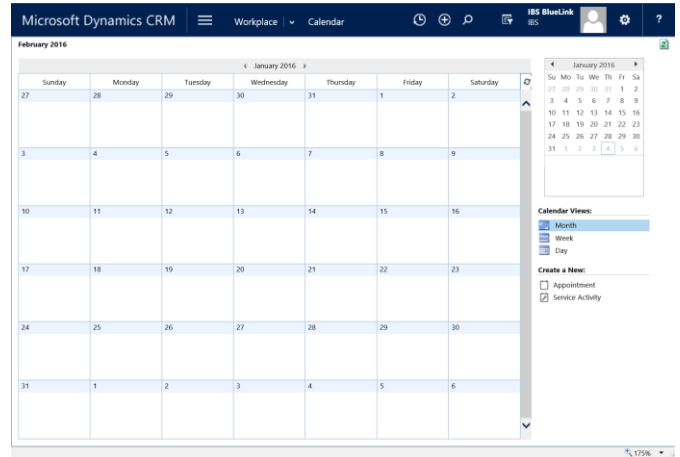 Microsoft Dynamics CRM Workplace Calendar IBS BlueLink ?
IBS
February 2016
January 2016
Sunday Monday Tuesday Wednesday Thursday Friday Saturday
27 28 29 30 31 1 2
3 4 5 6 7 8 9
10 11 12 13 14 15 16
17 18 19 20 21 22 23
24 25 26 27 28 29 30
31 1 2 3 4 5 6
January 2016
Su Mo Tu We Th Fr Sa
27 28 29 30 31 1 2
3 4 5 6 7 8 9
10 11 12 13 14 15 16
17 18 19 20 21 22 23
24 25 26 27 28 29 30
31 1 2 3 4 5 6
Calendar Views:
Month
Week
Day
Create a New:
Appointment
Service Activity
175%